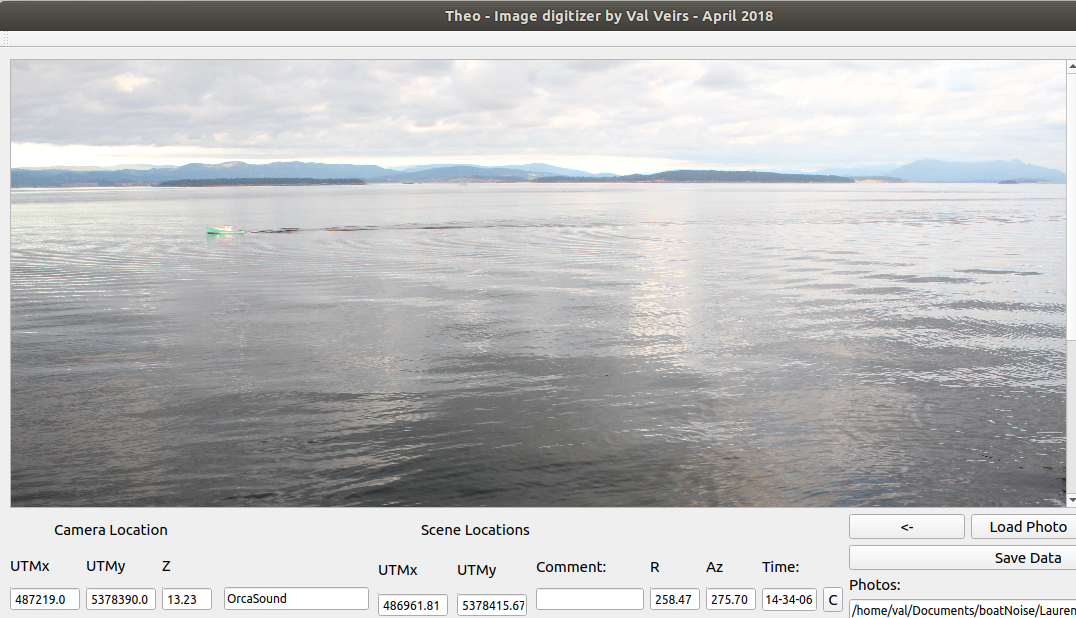 Theo - Image digitizer by Val Veirs - April 2018
Camera Location
Scene Locations
<-
Load Photo
UTMx UTMy Z
UTMx UTMy Comment: R Az Time:
Save Data
Photos:
487219.0 5378390.0 13.23 OrcaSound
486961.81 5378415.67 258.47 275.70 14-34-06 C
/home/val/Documents/boatNoise/Lauren